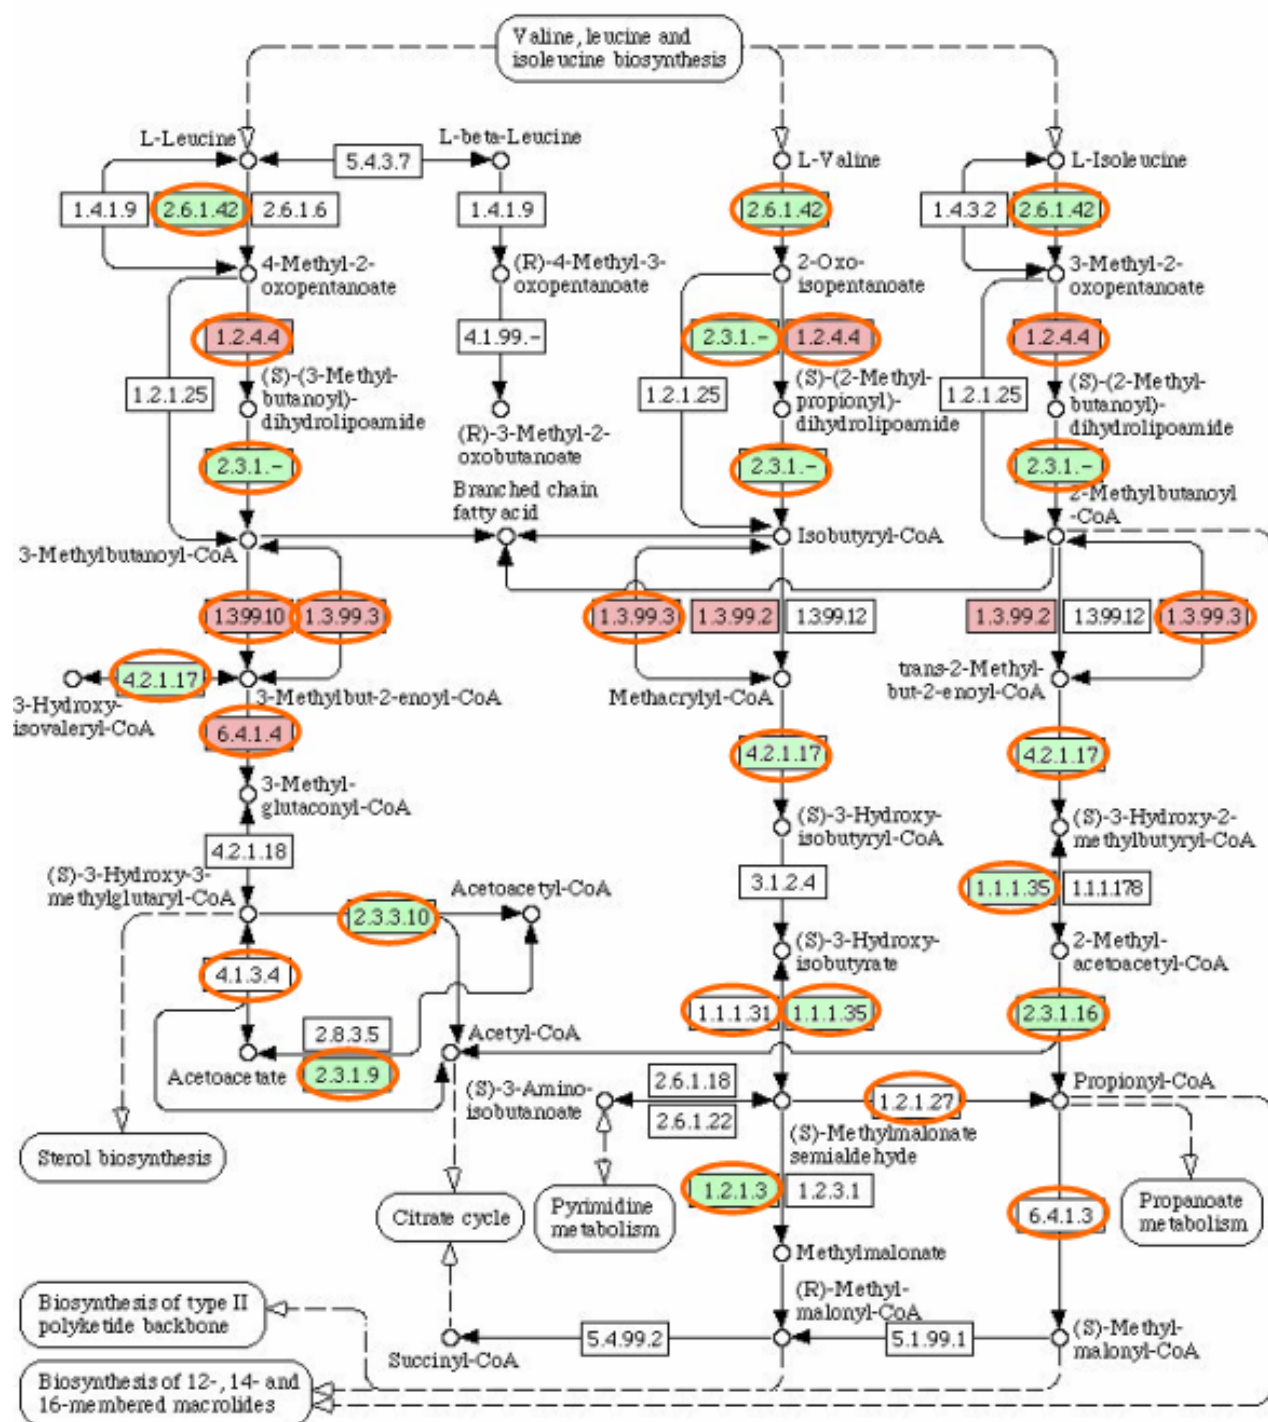 Valine, leucine and
isoleucine biosynthesis
L-Leucine
L-beta-Leucine
L-Valine
L-Isoleucine
5.4.3.7
1.4.1.9
2.6.1.42
2.6.1.6
1.4.1.9
2.6.1.42
1.4.3.2
2.6.1.42
4-Methyl-2-
oxopentanoate
(R)-4-Methyl-3-
oxopentanoate
2-Oxo-
isopentanoate
3-Methyl-2-
oxopentanoate
1.2.4.4
4.1.99.-
2.3.1.-
1.2.4.4
1.2.4.4
1.2.1.25
(S)-(3-Methyl-
butanoyl)-
dihydrolipoamide
(R)-3-Methyl-2-
oxobutanoate
1.2.1.25
(S)-(2-Methyl-
propionyl)-
dihydrolipoamide
1.2.1.25
(S)-(2-Methyl-
butanoyl)-
dihydrolipoamide
2.3.1.-
2.3.1.-
2.3.1.-
Branched chain
fatty acid
2-Methylbutanoyl
-CoA
3-Methylbutanoyl-CoA
Isobutyryl-CoA
1.3.99.10
1.3.99.3
1.3.99.3
1.3.99.2
1.3.99.12
1.3.99.2
1.3.99.12
1.3.99.3
4.2.1.17
3-Hydroxy-
isovaleryl-CoA
3-Methylbut-2-enoyl-CoA
Methacrylyl-CoA
trans-2-Methyl-
but-2-enoyl-CoA
6.4.1.4
4.2.1.17
4.2.1.17
3-Methyl-
glutaconyl-CoA
(S)-3-Hydroxy-
isobutyryl-CoA
(S)-3-Hydroxy-2-
methylbutyryl-CoA
4.2.1.18
3.1.2.4
1.1.1.35
1.1.1.178
(S)-3-Hydroxy-3-
methylglutaryl-CoA
2.3.3.10
Acetoacetyl-CoA
(S)-3-Hydroxy-
isobutyrate
2-Methyl-
acetoacetyl-CoA
4.1.3.4
1.1.1.31
1.1.1.35
2.3.1.16
2.8.3.5
2.3.1.9
Acetoacetate
Acetyl-CoA
(S)-3-Amino-
isobutanoate
2.6.1.18
2.6.1.22
1.2.1.27
Propionyl-CoA
(S)-Methylmalonate
semialdehyde
Sterol biosynthesis
Citrate cycle
Pyrimidine
metabolism
1.2.1.3
1.2.3.1
6.4.1.3
Propanoate
metabolism
Methylmalonate
Biosynthesis of type II
polyketide backbone
(R)-Methyl-
malonyl-CoA
Succinyl-CoA
5.4.99.2
5.1.99.1
(S)-Methyl-
malonyl-CoA
Biosynthesis of 12-, 14- and
16-membered macrolides